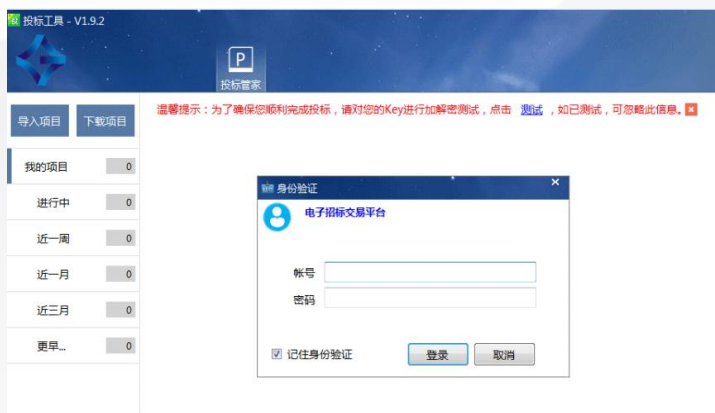 投标工具 - V1.9.2
投标管家
导入项目 下载项目
温馨提示：为了确保您顺利完成投标，请对您的Key进行加解密测试，点击 测试 ，如已测试，可忽略此信息。
我的项目 0
进行中 0
近一周 0
近一月 0
近三月 0
更早... 0
身份验证
电子招标交易平台
帐号
密码
记住身份验证 登录 取消